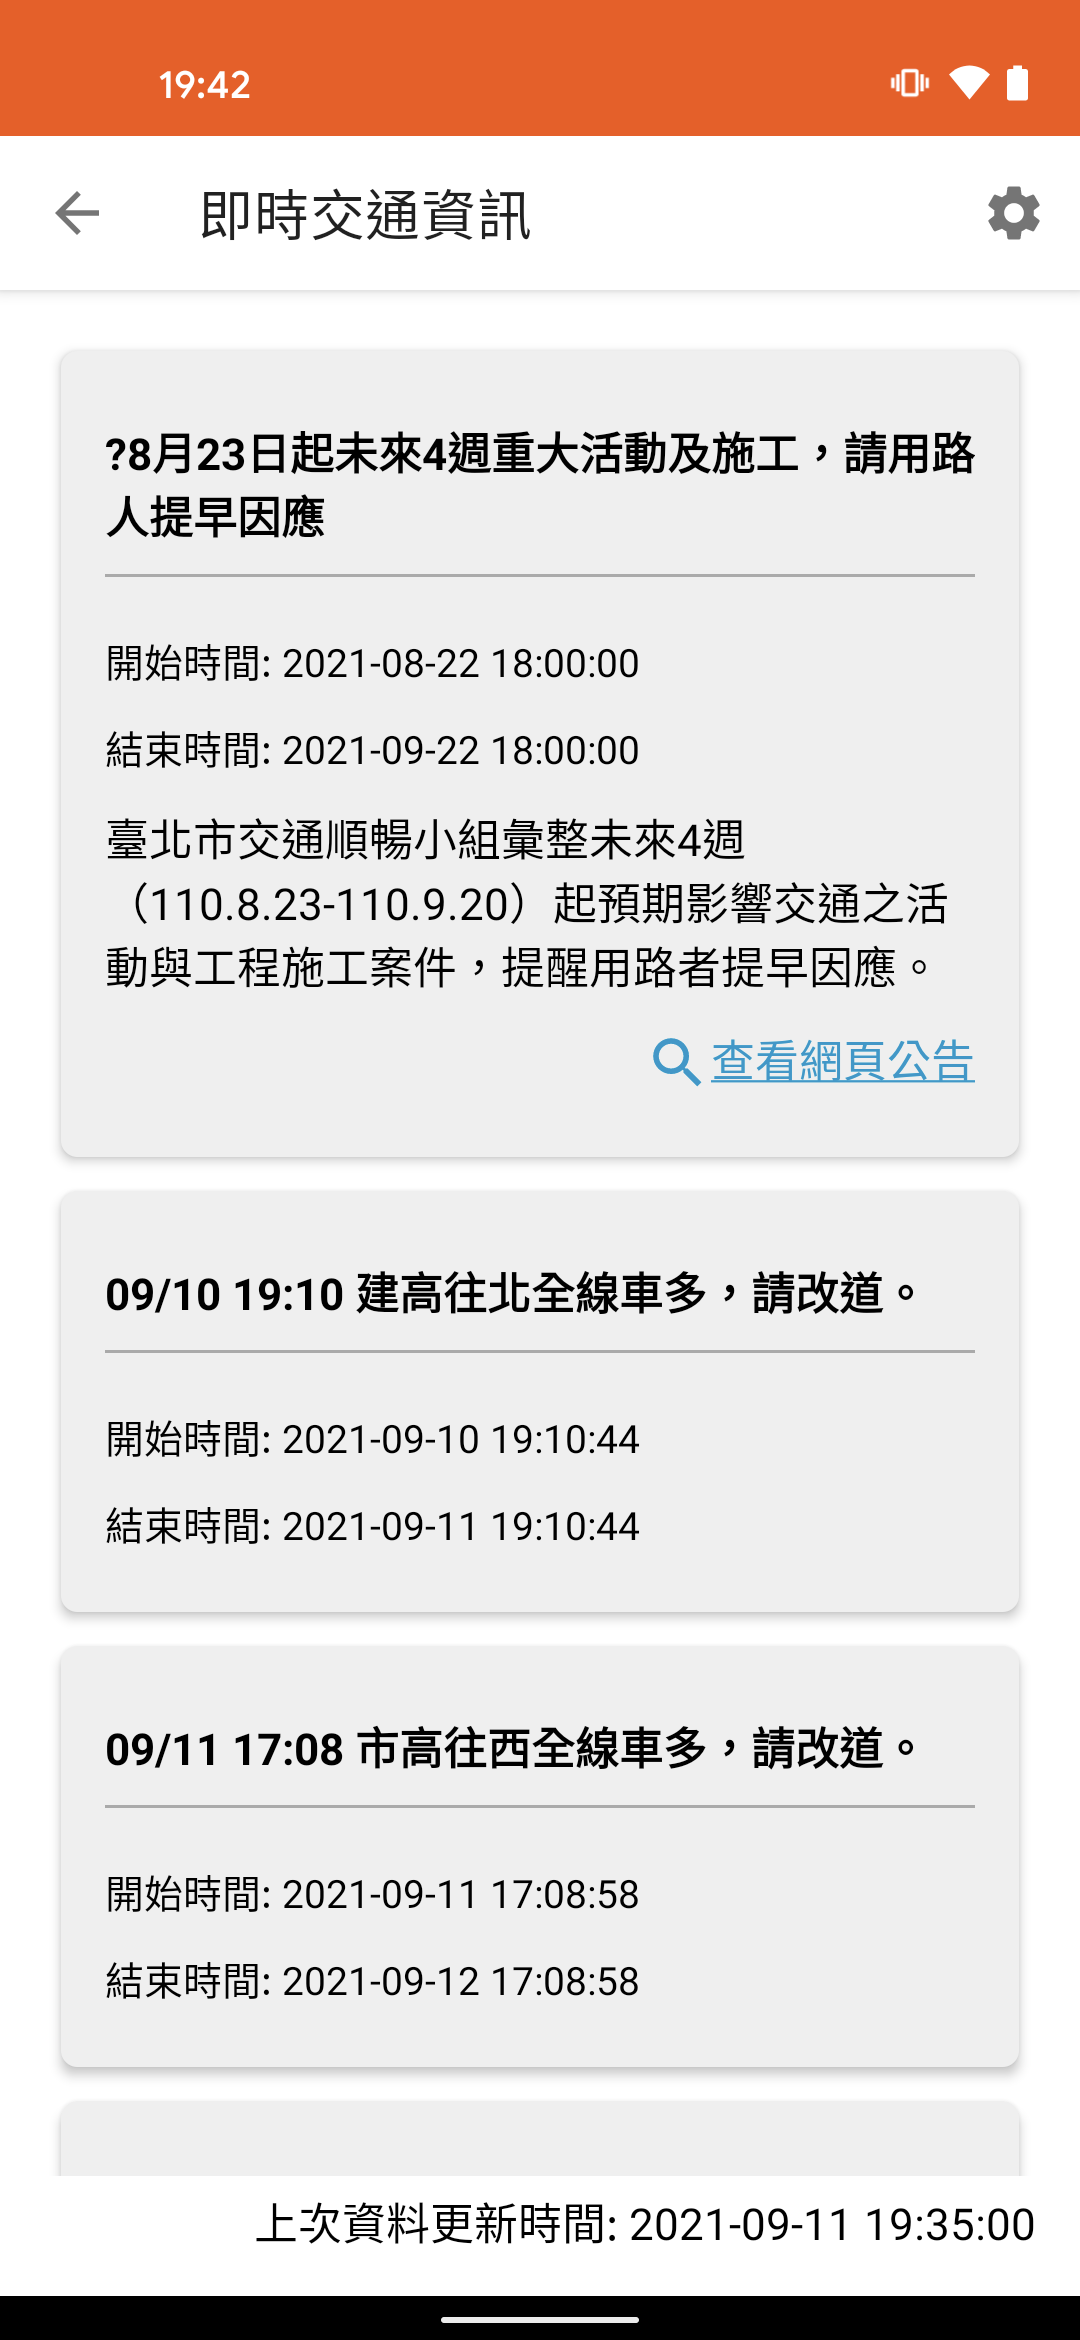 19:42
即時交通資訊
?8月23日起未來4週重大活動及施工，請用路
人提早因應
開始時間: 2021-08-22 18:00:00
結束時間: 2021-09-22 18:00:00
臺北市交通順暢小組彙整未來4週
（110.8.23-110.9.20）起預期影響交通之活
動與工程施工案件，提醒用路者提早因應。
查看網頁公告
09/10 19:10 建高往北全線車多，請改道。
開始時間: 2021-09-10 19:10:44
結束時間: 2021-09-11 19:10:44
09/11 17:08 市高往西全線車多，請改道。
開始時間: 2021-09-11 17:08:58
結束時間: 2021-09-12 17:08:58
上次資料更新時間: 2021-09-11 19:35:00